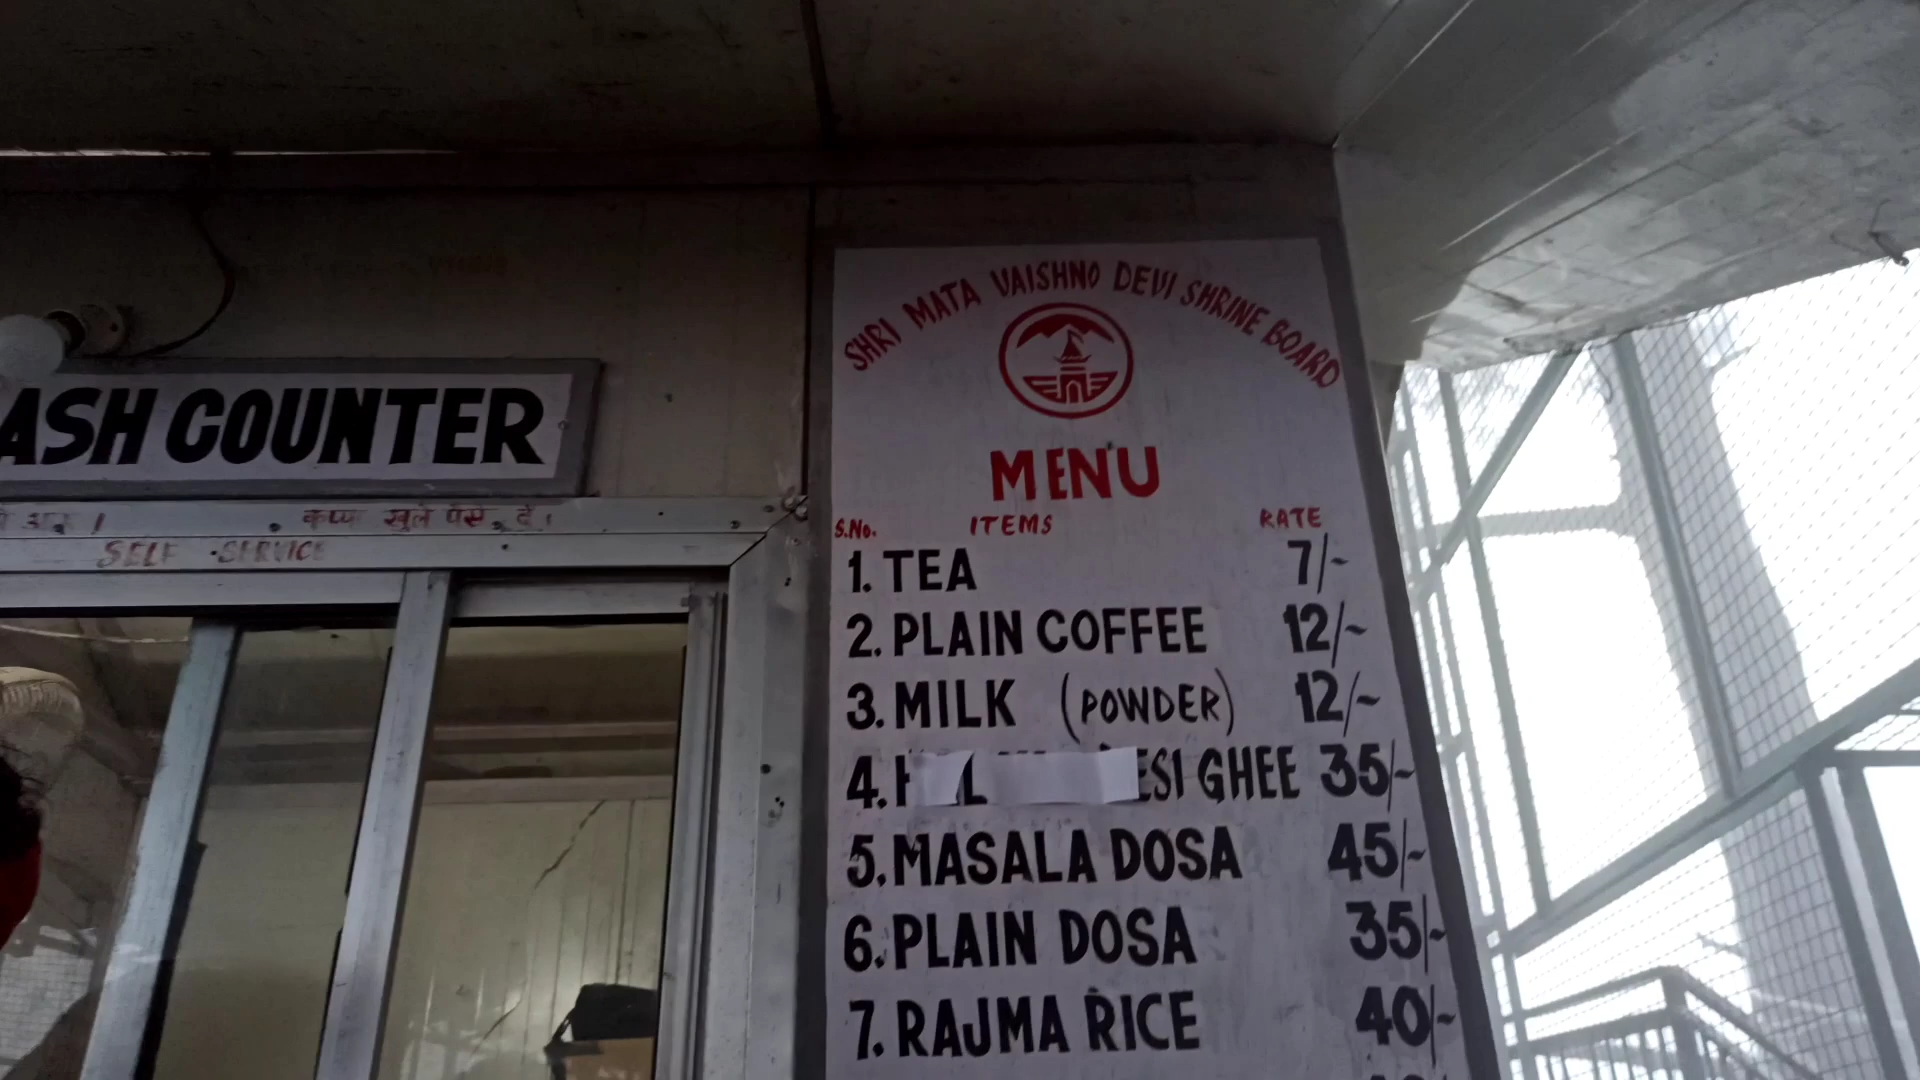 ASH COUNTER
कृप्या खुले पैसे दें।
SELF SERVICE
SHRI MATA VAISHNO DEVI SHRINE BOARD
MENU
S.No. ITEMS RATE
1. TEA 7/-
2. PLAIN COFFEE 12/-
3. MILK (POWDER) 12/-
4. GHEE 35/-
5. MASALA DOSA 45/-
6. PLAIN DOSA 35/-
7. RAJMA RICE 40/-